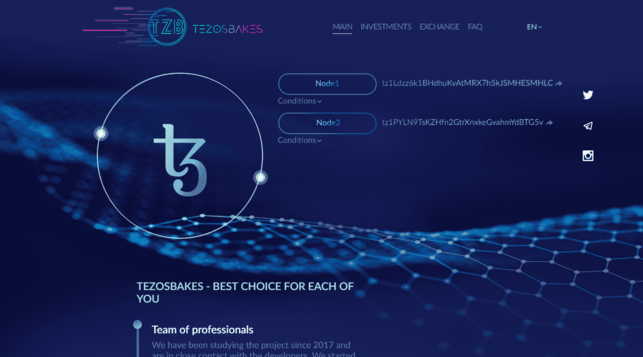 TZB TEZOSBAKES
MAIN INVESTMENTS EXCHANGE FAQ EN
Node1
Conditions
Node2
Conditions
TEZOSBAKES - BEST CHOICE FOR EACH OF
YOU
Team of professionals
We have been studying the project since 2017 and
are in close contact with the developers. We started